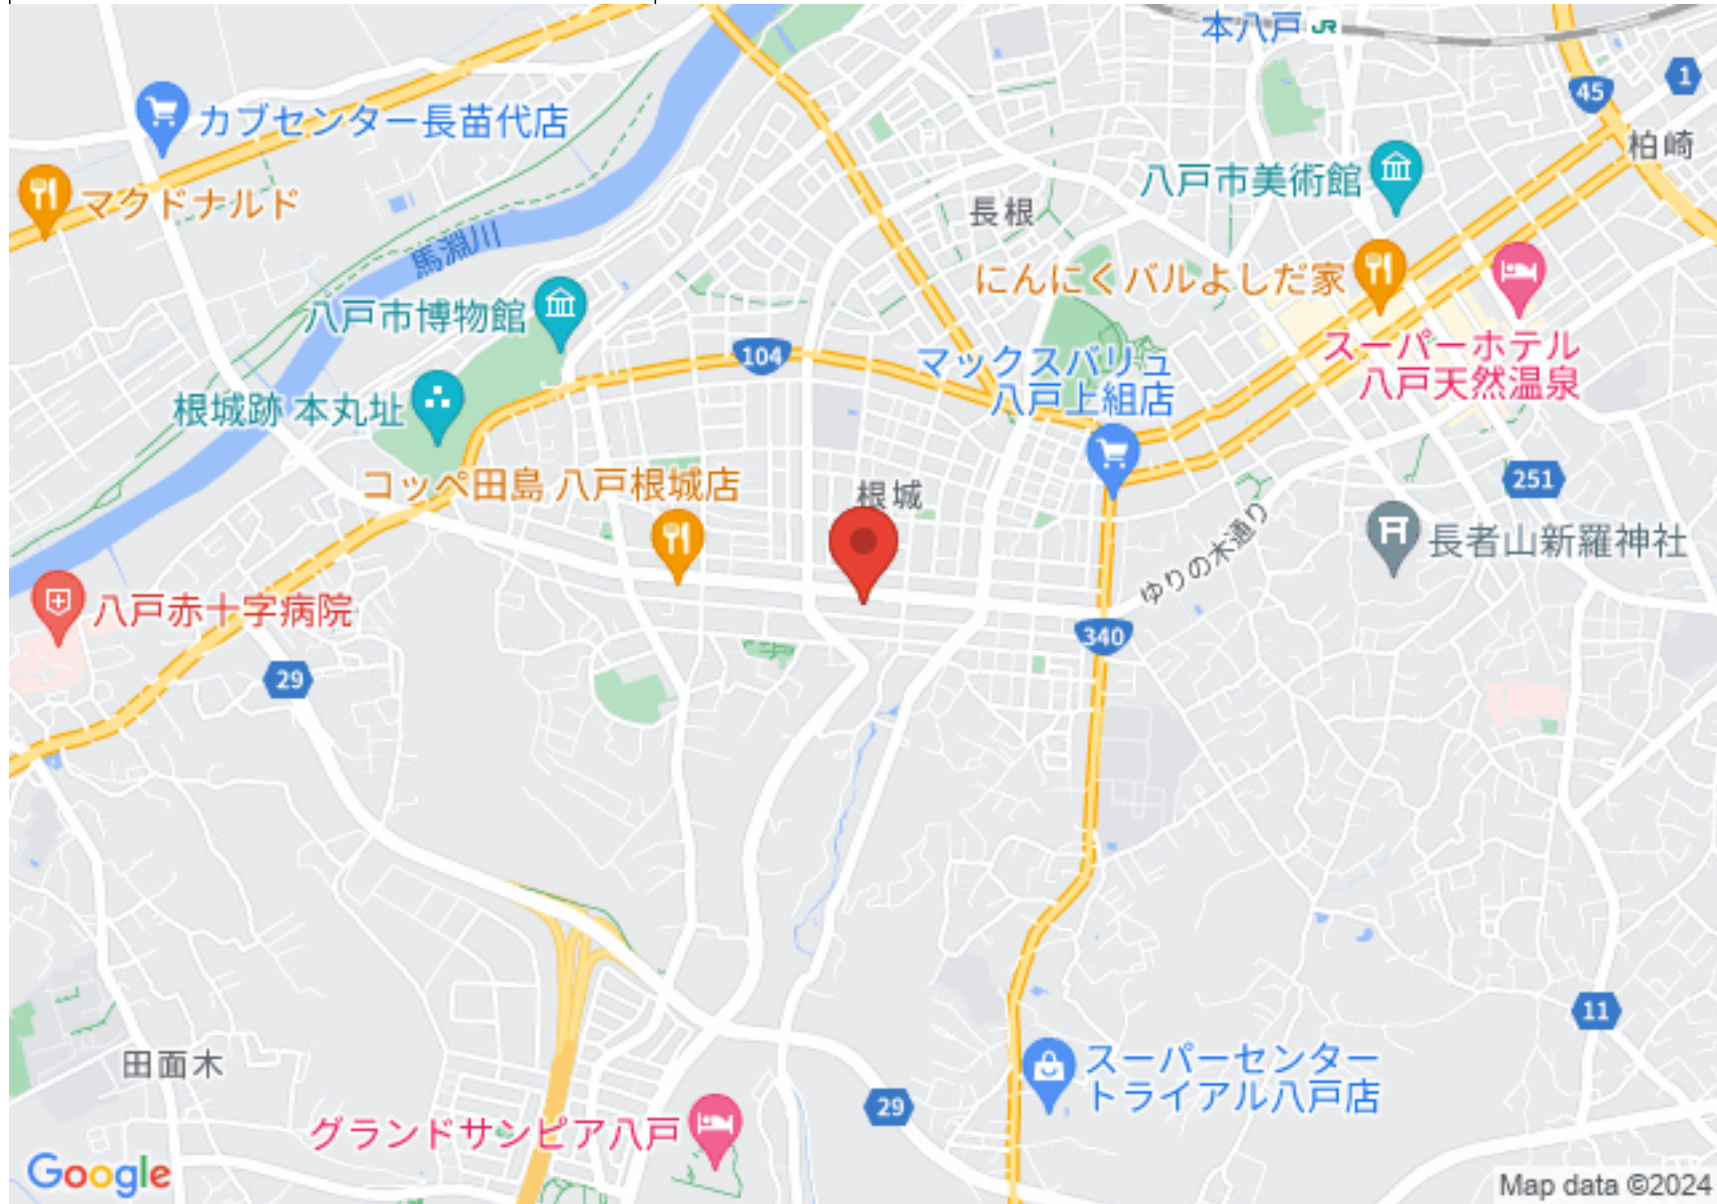 本八戸
JR
45
1
カブセンター長苗代店
柏崎
八戸市美術館
マクドナルド
長根
馬淵川
にんにくバルよしだ家
八戸市博物館
スーパーホテル
八戸天然温泉
104
マックスバリュ
八戸上組店
根城跡 本丸址
251
コッペ田島 八戸根城店
根城
長者山新羅神社
ゆりの木通り
八戸赤十字病院
340
29
11
田面木
スーパーセンター
トライアル八戸店
29
グランドサンピア八戸
Google
Map data ©2024